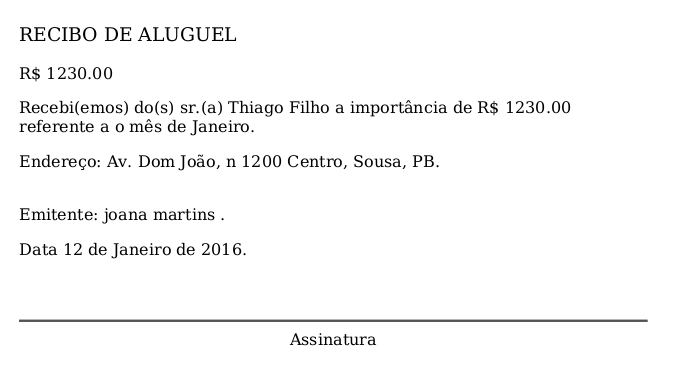 RECIBO DE ALUGUEL
R$ 1230.00
Recebi(emos) do(s) sr.(a) Thiago Filho a importância de R$ 1230.00
referente a o mês de Janeiro.
Endereço: Av. Dom João, n 1200 Centro, Sousa, PB.
Emitente: joana martins .
Data 12 de Janeiro de 2016.
Assinatura